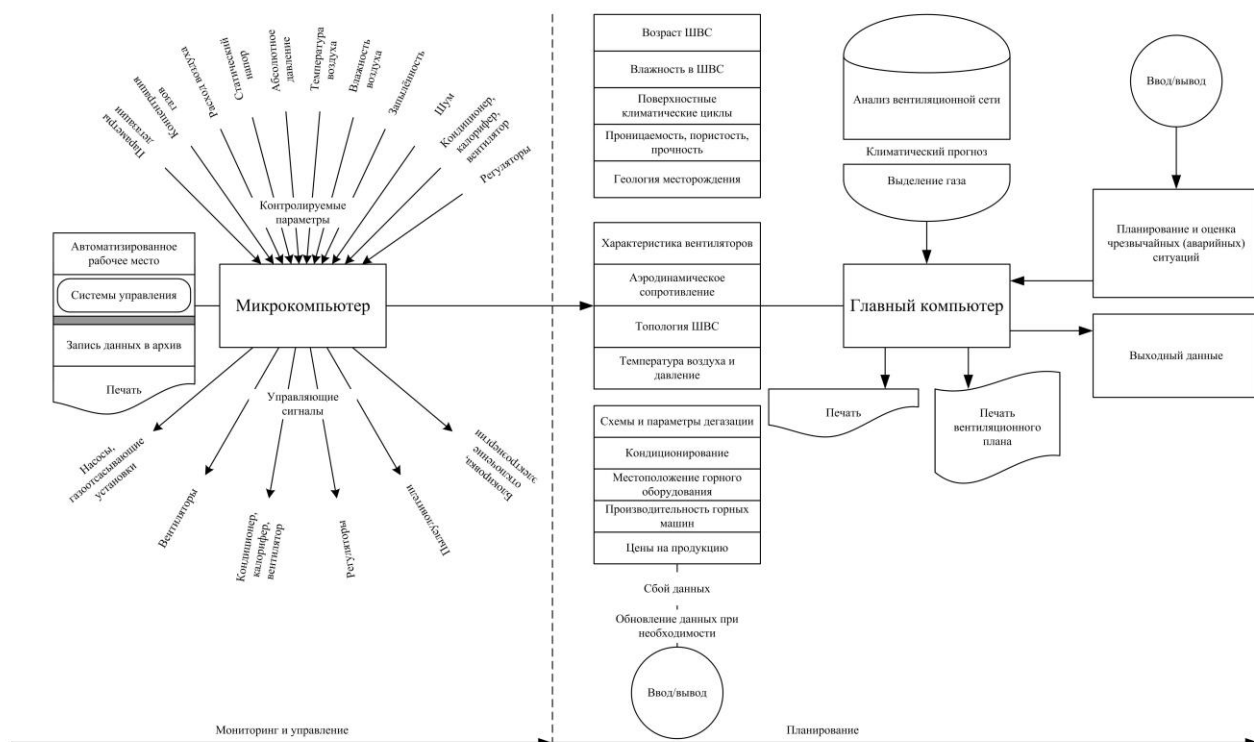 Параметры
дегазации
Концентрация
газов
Расход воздуха
Статический
напор
Абсолютное
давление
Температура
воздуха
Влажность
воздуха
Запылённость
Шум
Кондиционер,
калорифер,
вентилятор
Регуляторы
Контролируемые
параметры
Автоматизированное
рабочее место
Системы управления
Запись данных в архив
Печать
Микрокомпьютер
Управляющие
сигналы
Насосы,
газоотсасывающие
установки
Вентиляторы
Кондиционер,
калорифер,
вентилятор
Регуляторы
Пылеуловители
Блокировка,
отключение
электроэнергии
Возраст ШВС
Влажность в ШВС
Поверхностные
климатические циклы
Проницаемость, пористость,
прочность
Геология месторождения
Характеристика вентиляторов
Аэродинамическое
сопротивление
Топология ШВС
Температура воздуха и
давление
Схемы и параметры дегазации
Кондиционирование
Местоположение горного
оборудования
Производительность горных
машин
Цены на продукцию
Сбой данных
Обновление данных при
необходимости
Ввод/вывод
Анализ вентиляционной сети
Климатический прогноз
Выделение газа
Главный компьютер
Печать
Печать
вентиляционного
плана
Ввод/вывод
Планирование и оценка
чрезвычайных (аварийных)
ситуаций
Выходный данные
Мониторинг и управление
Планирование